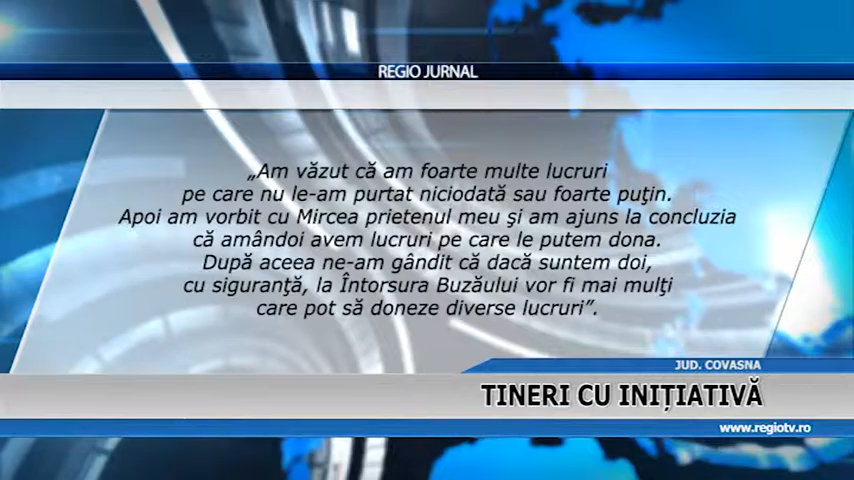 REGIO JURNAL
„Am văzut că am foarte multe lucruri
pe care nu le-am purtat niciodată sau foarte puţin.
Apoi am vorbit cu Mircea prietenul meu şi am ajuns la concluzia
că amândoi avem lucruri pe care le putem dona.
După aceea ne-am gândit că dacă suntem doi,
cu siguranţă, la Întorsura Buzăului vor fi mai mulţi
care pot să doneze diverse lucruri”.
JUD. COVASNA
TINERI CU INIȚIATIVĂ
www.regiotv.ro